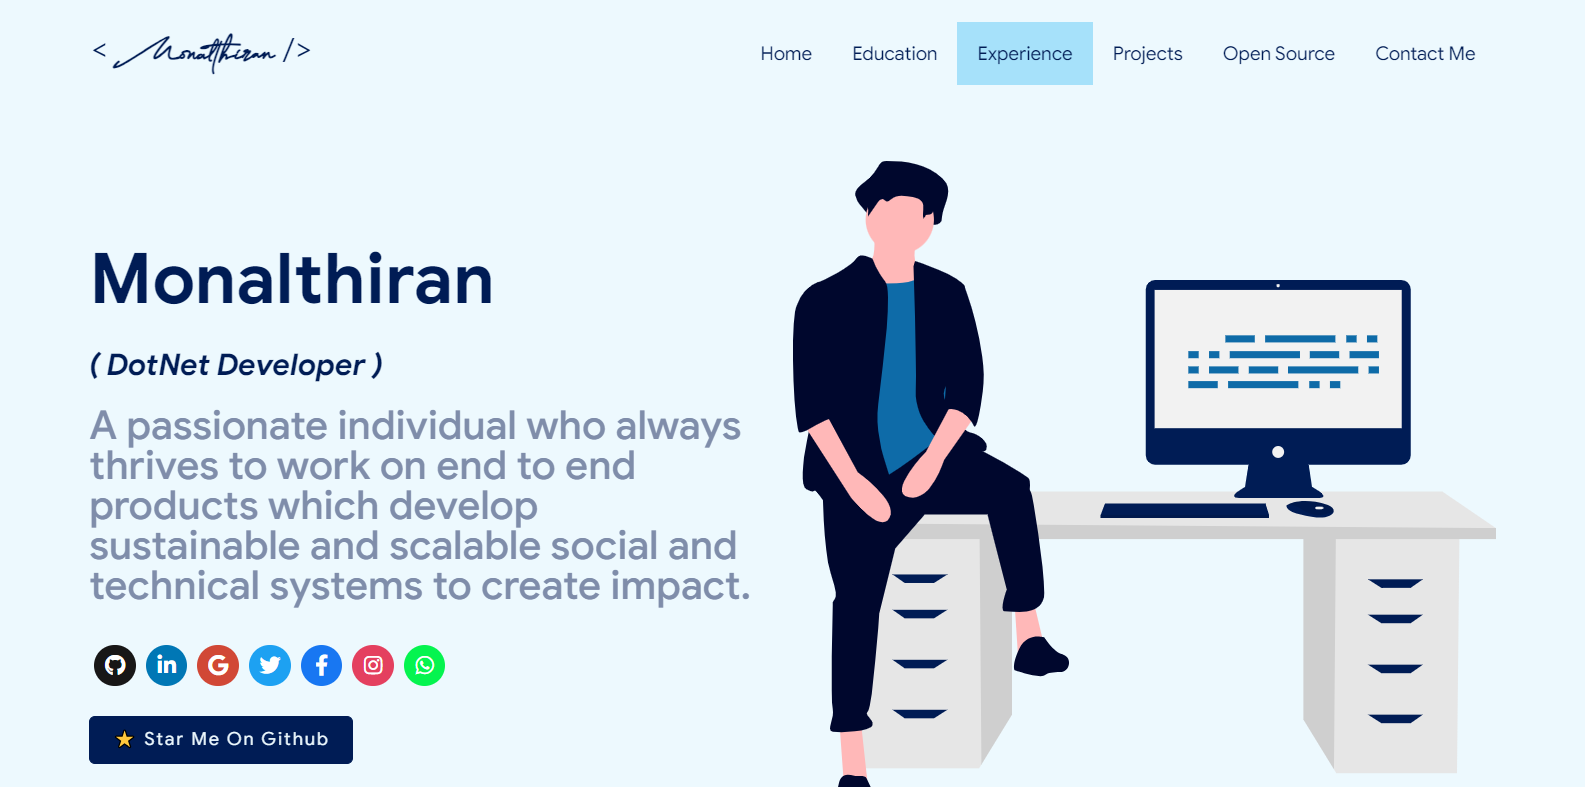 < Monalthiran />
Home Education Experience Projects Open Source Contact Me
Monalthiran
( DotNet Developer )
A passionate individual who always
thrives to work on end to end
products which develop
sustainable and scalable social and
technical systems to create impact.
Star Me On Github